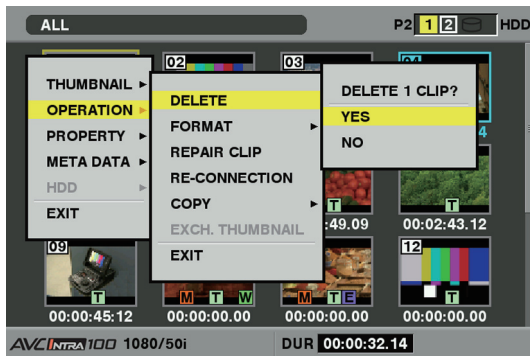 ALL
P2 1 2 HDD
02
03
04
THUMBNAIL
OPERATION
PROPERTY
META DATA
HDD
EXIT
DELETE
FORMAT
REPAIR CLIP
RE-CONNECTION
COPY
EXCH. THUMBNAIL
EXIT
DELETE 1 CLIP?
YES
NO
4
T
T
:49.09
00:02:43.12
09
12
T
M T W
M T E
T
00:00:45:12
00:00:00.00
00:00:00.00
00:00:00.00
AVC INTRA 100 1080/50i
DUR 00:00:32.14